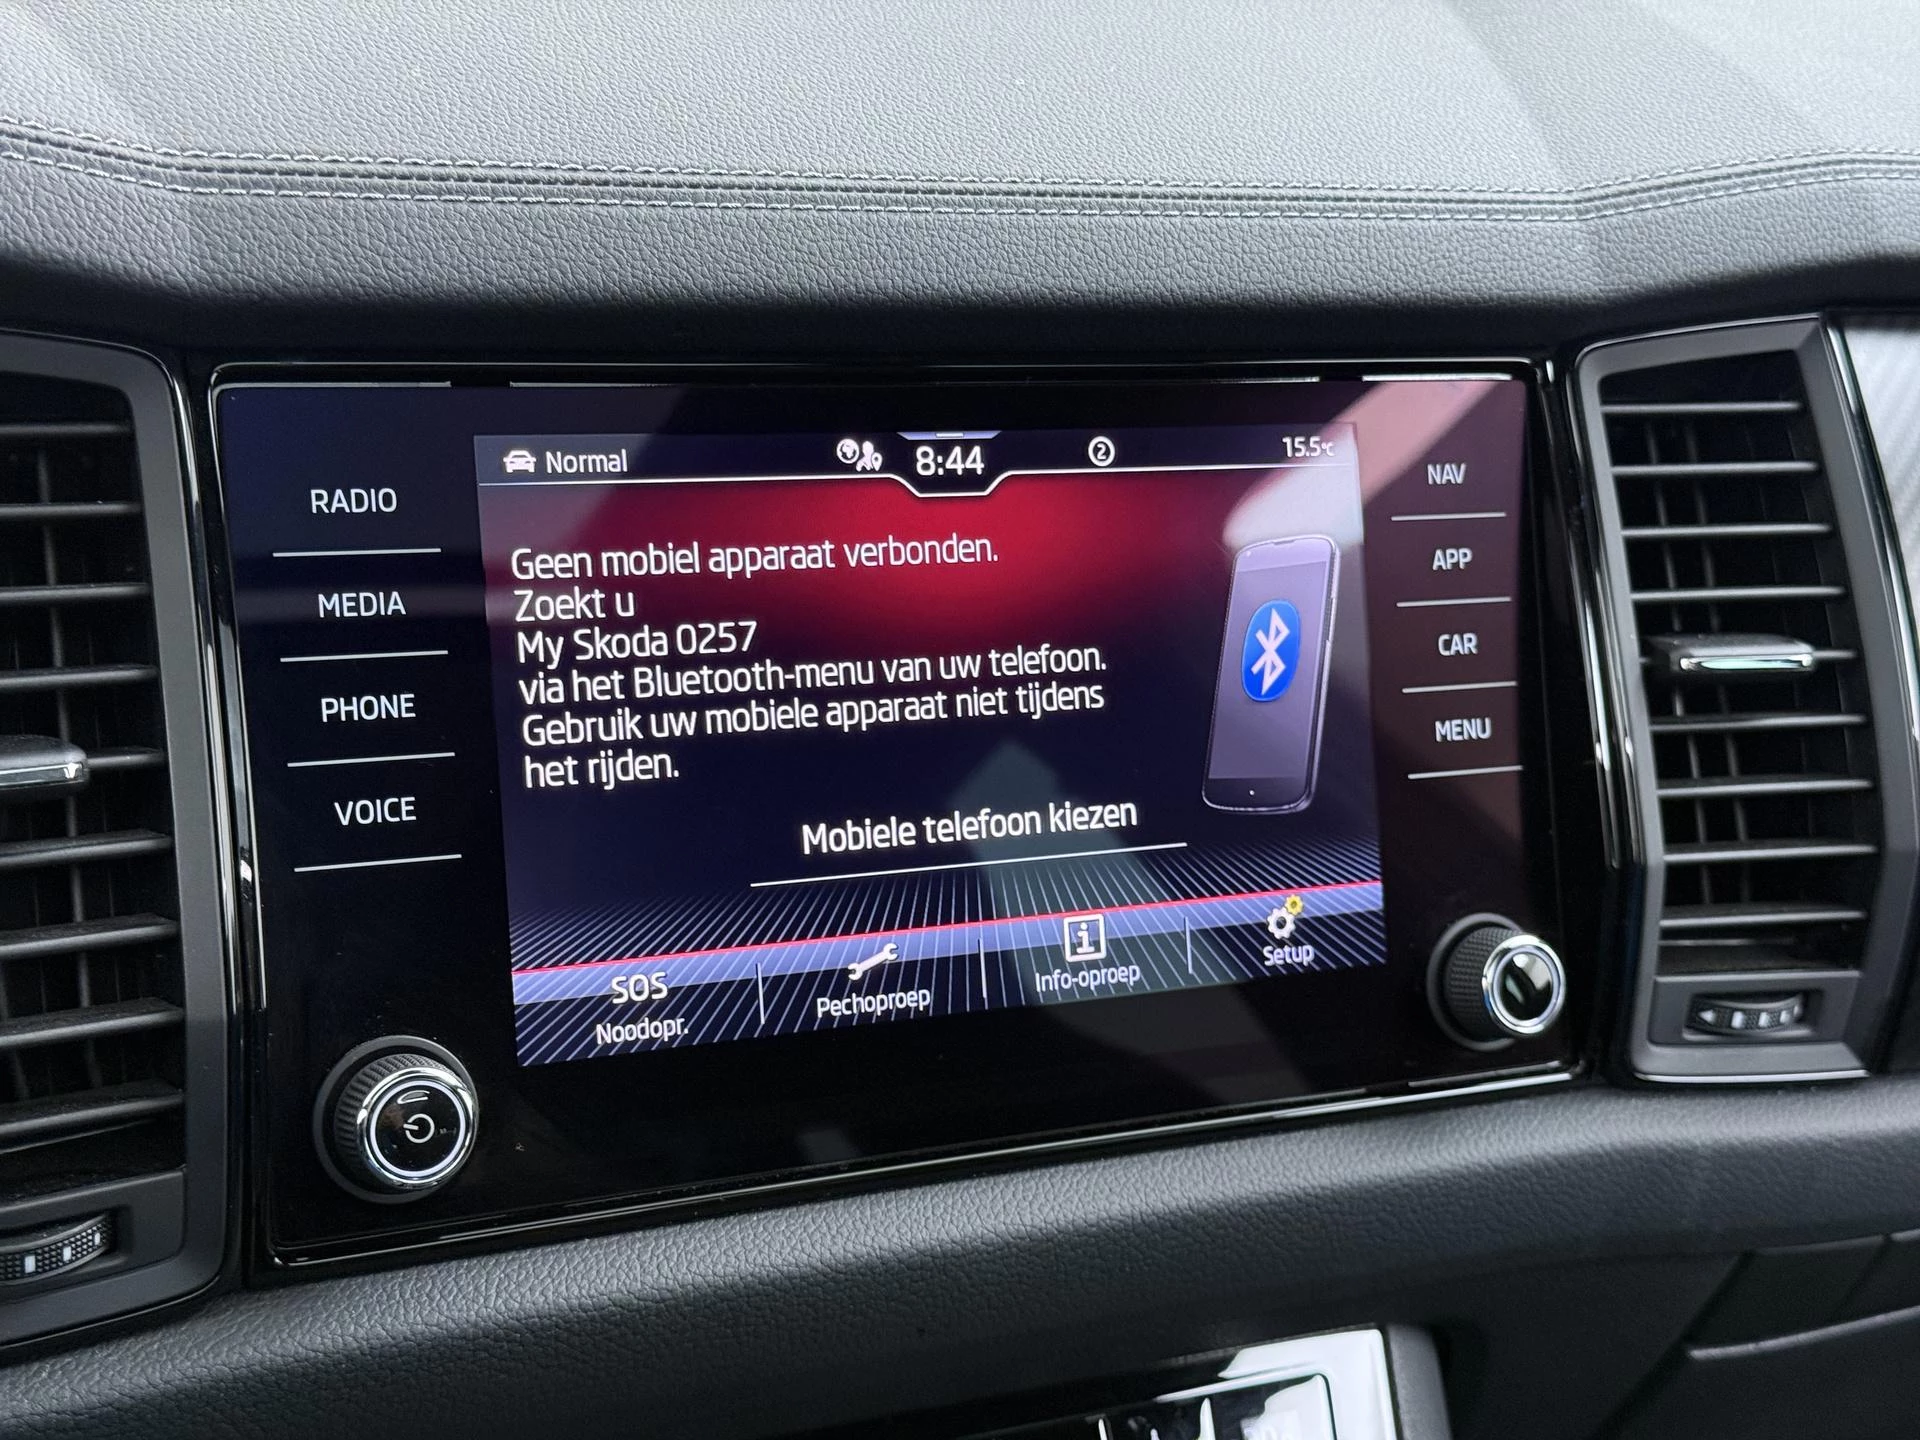 Normal
8:44
2
15.5°C
RADIO
MEDIA
PHONE
VOICE
Geen mobiel apparaat verbonden.
Zoekt u
My Skoda 0257
via het Bluetooth-menu van uw telefoon.
Gebruik uw mobiele apparaat niet tijdens
het rijden.
Mobiele telefoon kiezen
SOS
Noodopr.
Pechoproep
i
Info-oproep
Setup
NAV
APP
CAR
MENU